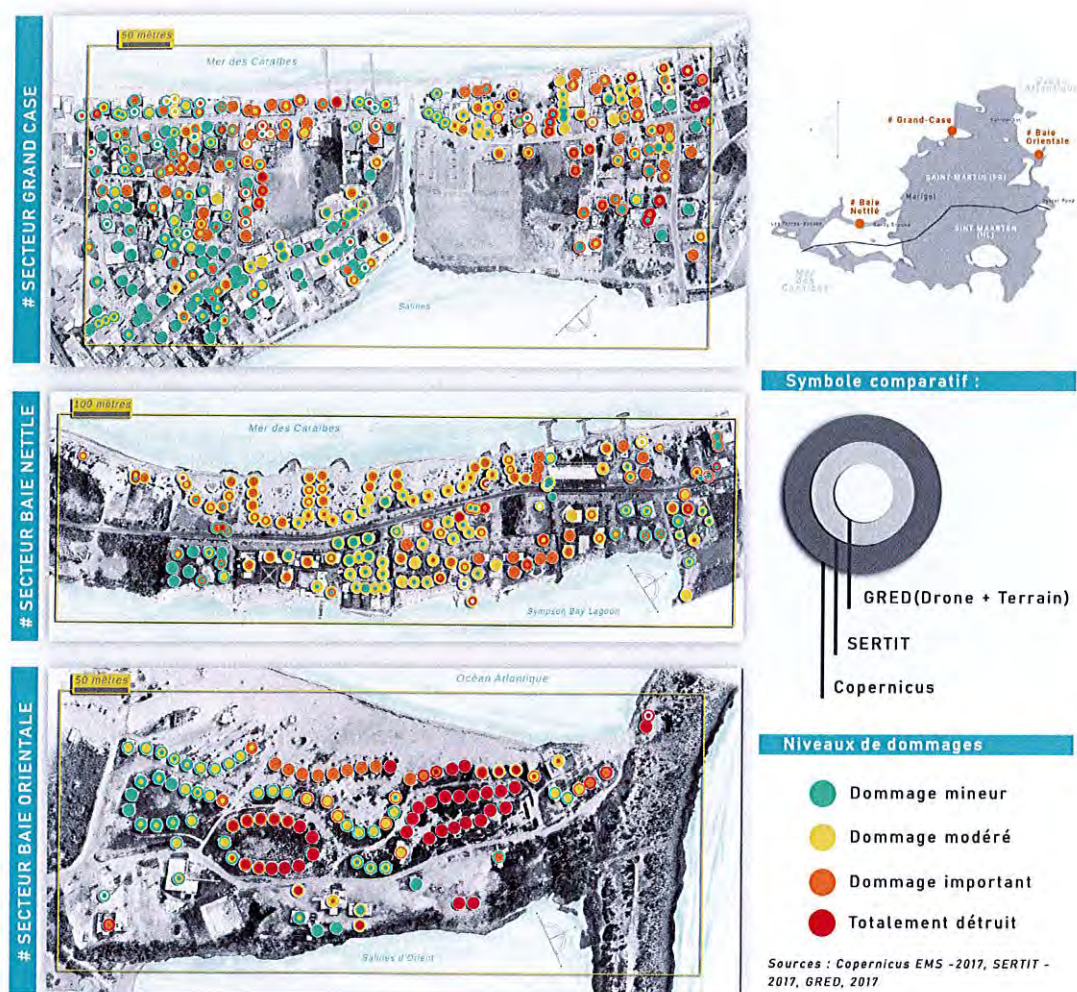 # SECTEUR GRAND CASE
50 mètres
Mer des Caraïbes
Salines
# SECTEUR BAIE NETTLE
100 mètres
Mer des Caraïbes
Sympson Bay Lagoon
# SECTEUR BAIE ORIENTALE
50 mètres
Océan Atlantique
Salines d'Orient
# Grand-Case
# Baie
Orientale
SAINT-MARTIN (FR)
Marigot
# Baie
Nettlé
SINT-MAARTEN
(NL)
Mer
des
Caraïbes
Symbole comparatif :
GRED(Drone + Terrain)
SERTIT
Copernicus
Niveaux de dommages
Dommage mineur
Dommage modéré
Dommage important
Totalement détruit
Sources : Copernicus EMS -2017, SERTIT -
2017, GRED, 2017